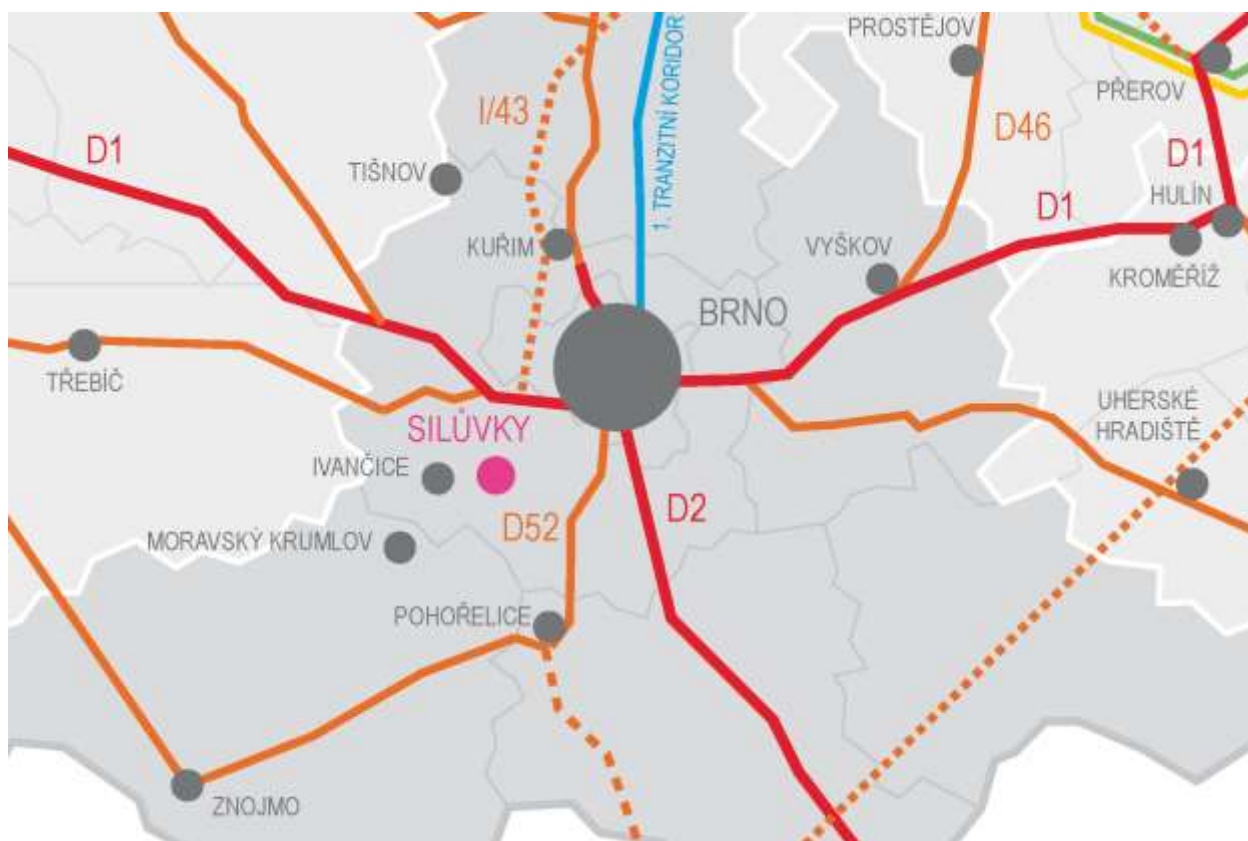 PROSTĚJOV
PŘEROV
I/43
D46
D1
TIŠNOV
1. TRANZITNÍ KORIDOR
D1
HULÍN
D1
KUŘIM
VYŠKOV
KROMĚŘÍŽ
BRNO
TŘEBÍČ
UHERSKÉ
HRADIŠTĚ
SILŮVKY
IVANČICE
D2
D52
MORAVSKÝ KRUMLOV
POHOŘELICE
ZNOJMO